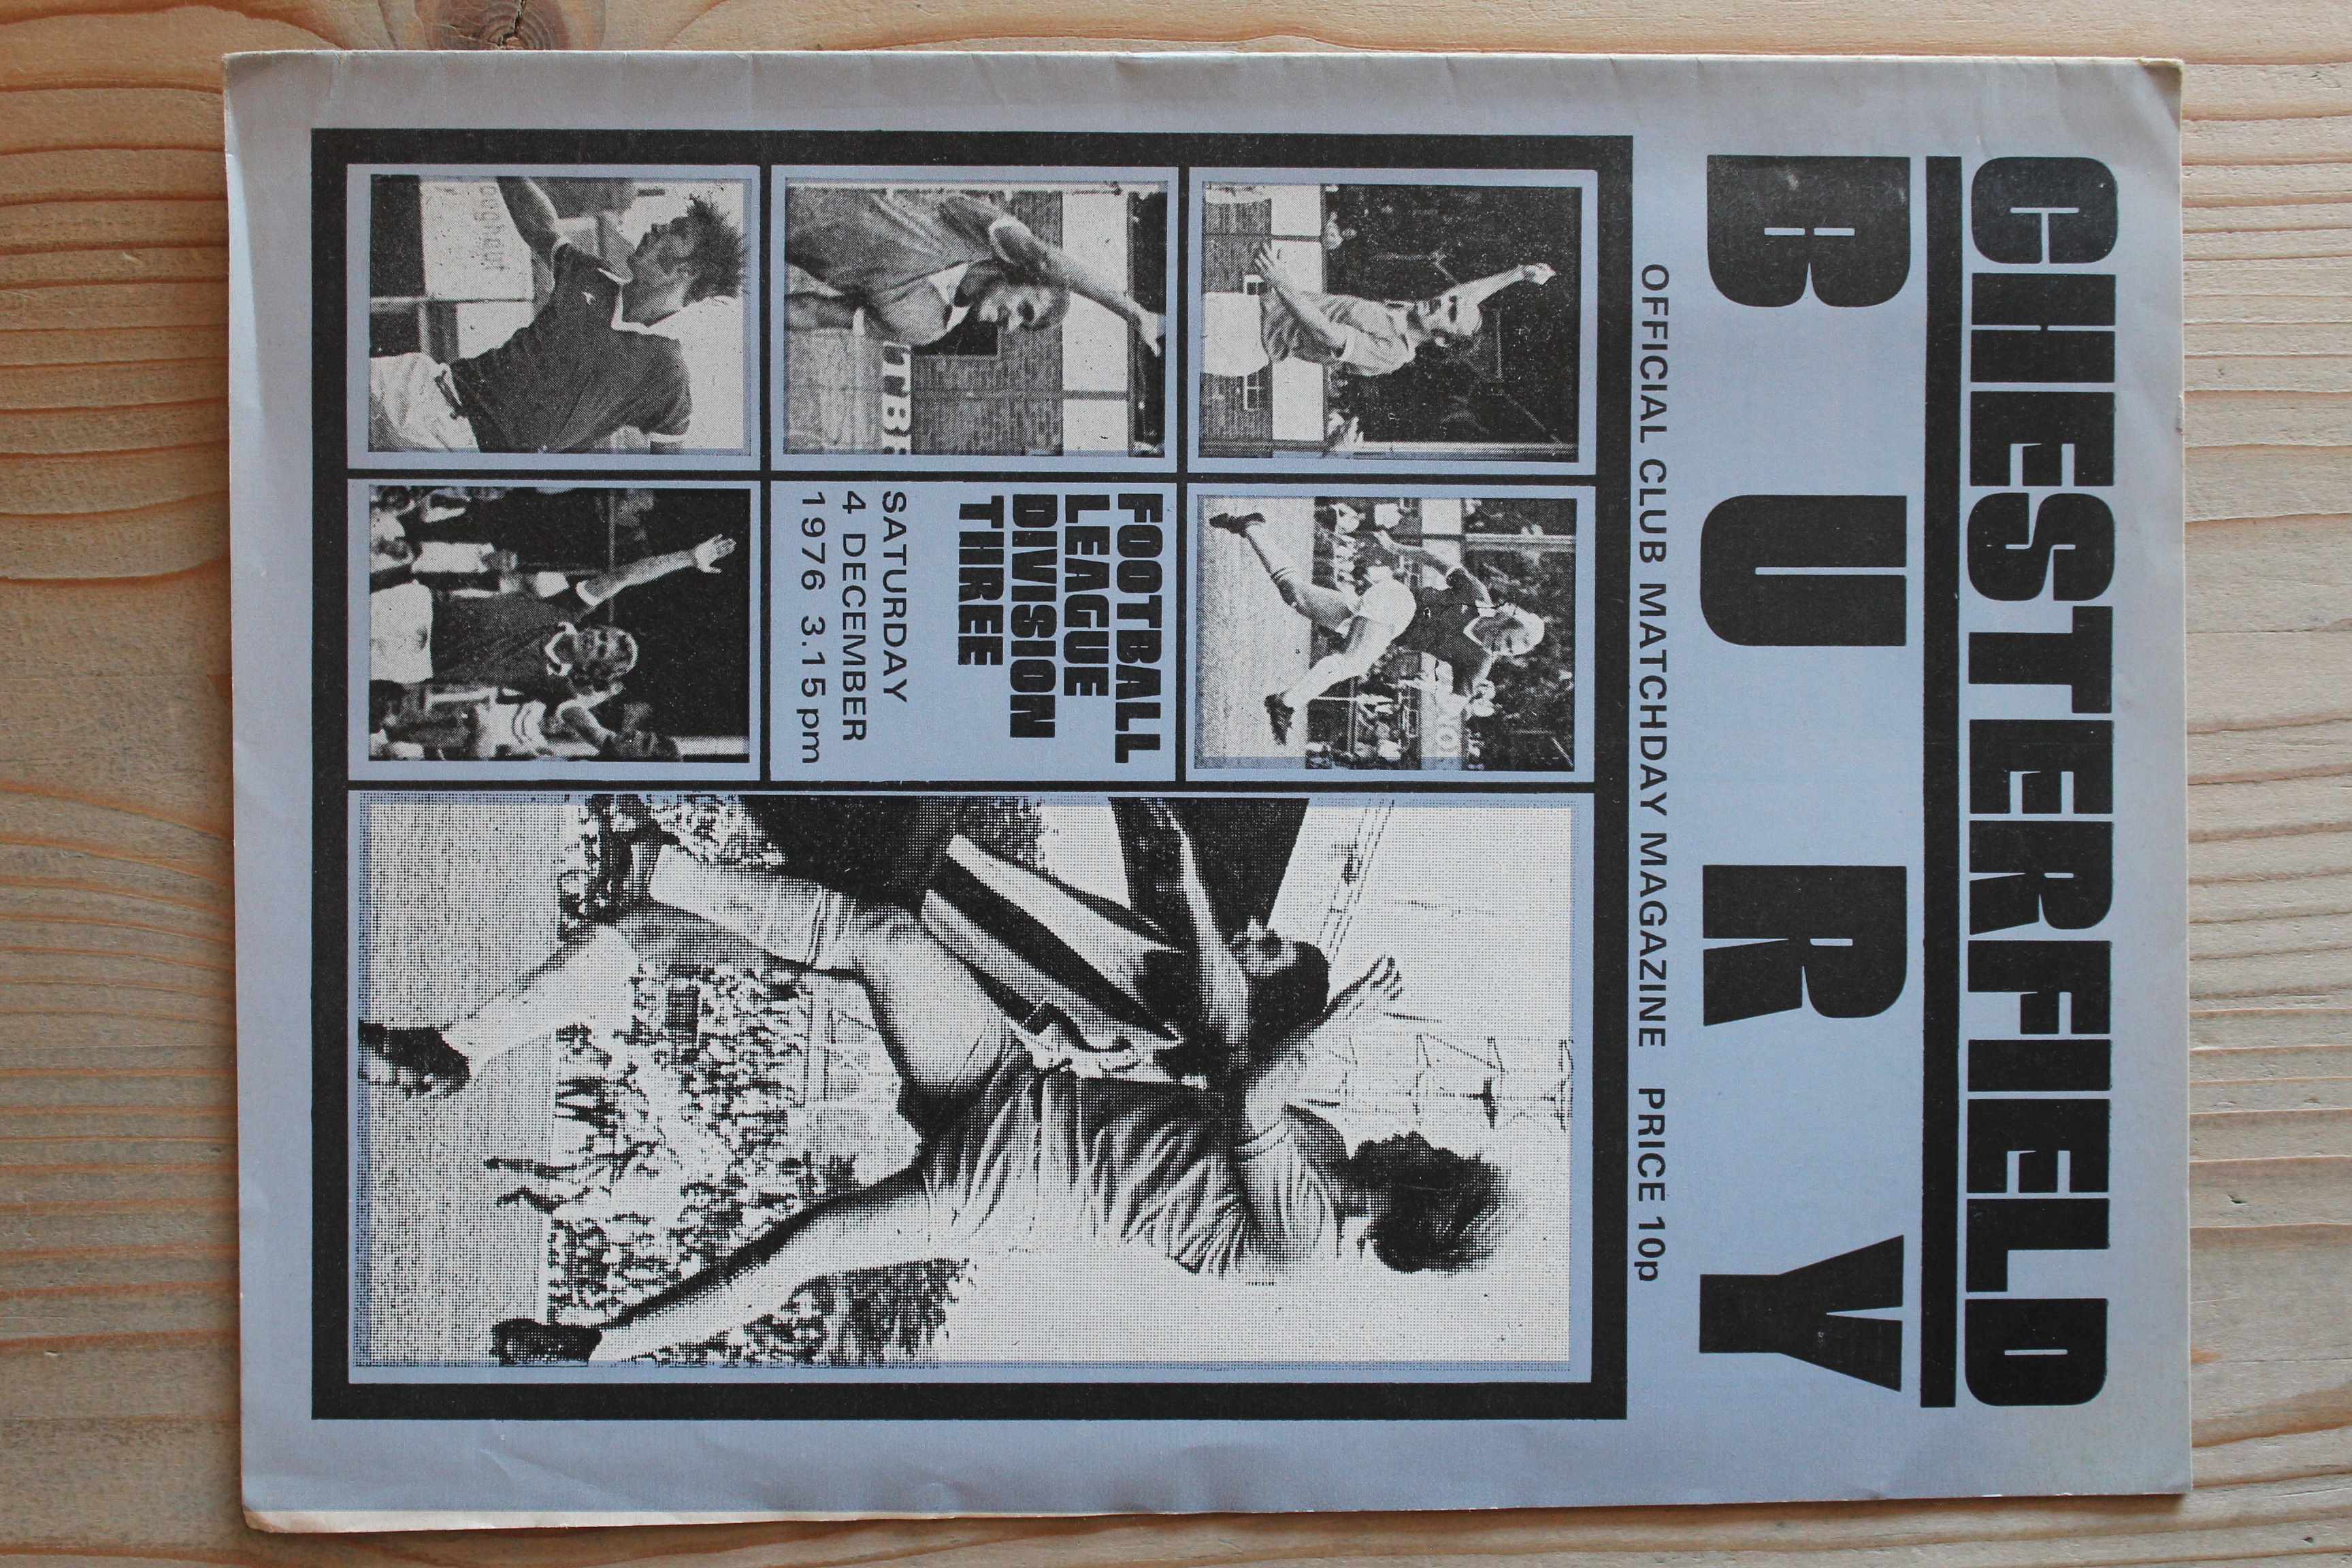 CHESTERFIELD
BURY
OFFICIAL CLUB MATCHDAY MAGAZINE PRICE 10p
FOOTBALL
LEAGUE
DIVISION
THREE
SATURDAY
4 DECEMBER
1976 3.15 pm